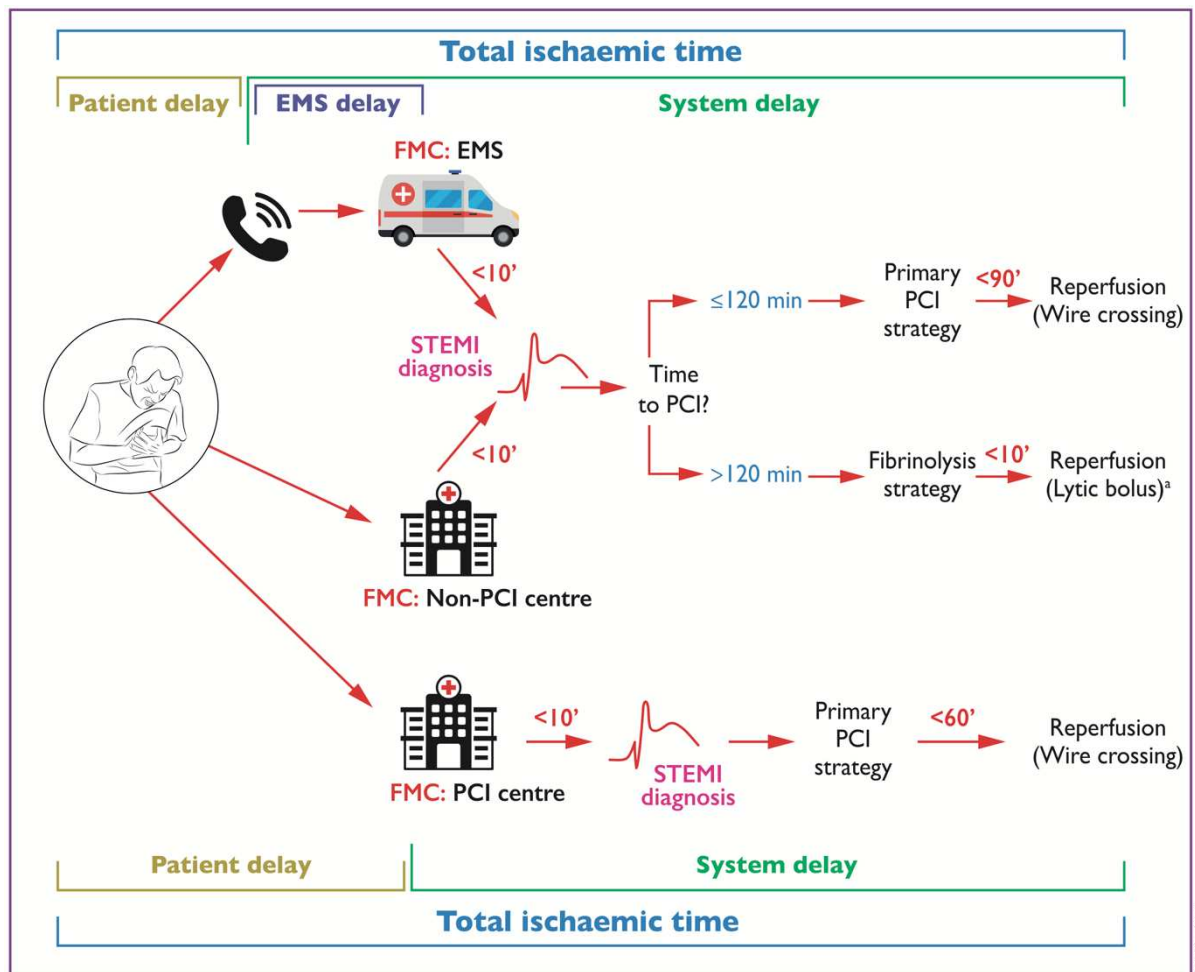 Total ischaemic time
Patient delay
EMS delay
System delay
FMC: EMS
<10’
STEMI
diagnosis
<10’
Time
to PCI?
≤120 min
Primary
PCI
strategy
<90’
Reperfusion
(Wire crossing)
>120 min
Fibrinolysis
strategy
<10’
Reperfusion
(Lytic bolus)ᵃ
FMC: Non-PCI centre
FMC: PCI centre
<10’
STEMI
diagnosis
Primary
PCI
strategy
<60’
Reperfusion
(Wire crossing)
Patient delay
System delay
Total ischaemic time